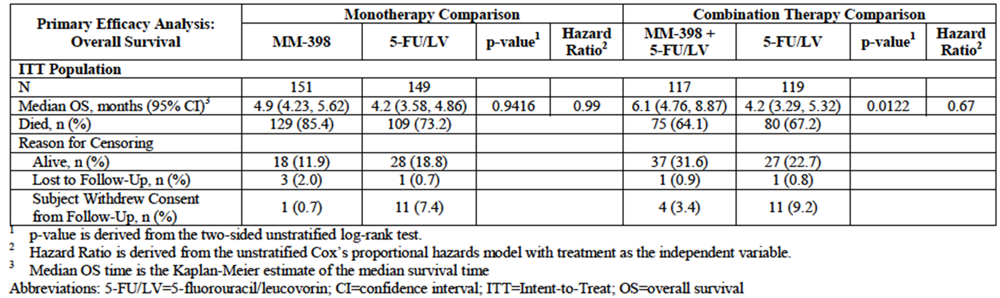 Primary Efficacy Analysis: Overall Survival | Monotherapy Comparison | Combination Therapy Comparison
MM-398 | 5-FU/LV | p-value1 | Hazard Ratio2 | MM-398 + 5-FU/LV | 5-FU/LV | p-value1 | Hazard Ratio2
ITT Population
N | 151 | 149 | | | 117 | 119
Median OS, months (95% CI)3 | 4.9 (4.23, 5.62) | 4.2 (3.58, 4.86) | 0.9416 | 0.99 | 6.1 (4.76, 8.87) | 4.2 (3.29, 5.32) | 0.0122 | 0.67
Died, n (%) | 129 (85.4) | 109 (73.2) | | | 75 (64.1) | 80 (67.2)
Reason for Censoring
Alive, n (%) | 18 (11.9) | 28 (18.8) | | | 37 (31.6) | 27 (22.7)
Lost to Follow-Up, n (%) | 3 (2.0) | 1 (0.7) | | | 1 (0.9) | 1 (0.8)
Subject Withdrew Consent from Follow-Up, n (%) | 1 (0.7) | 11 (7.4) | | | 4 (3.4) | 11 (9.2)
1 p-value is derived from the two-sided unstratified log-rank test.
2 Hazard Ratio is derived from the unstratified Cox’s proportional hazards model with treatment as the independent variable.
3 Median OS time is the Kaplan-Meier estimate of the median survival time
Abbreviations: 5-FU/LV=5-fluorouracil/leucovorin; CI=confidence interval; ITT=Intent-to-Treat; OS=overall survival